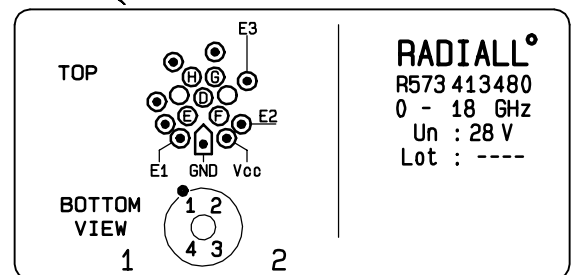 E3
TOP
H G
D
E F
E2
E1 GND Vcc
BOTTOM
VIEW
1 2
4 3
1 2
RADIALL°
R573 413480
0 - 18 GHz
Un : 28 V
Lot : ----